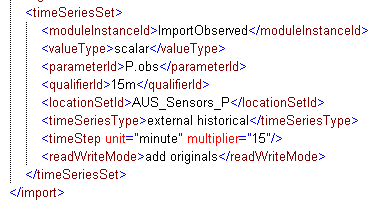 <timeSeriesSet>
<moduleInstanceId>ImportObserved</moduleInstanceId>
<valueType>scalar</valueType>
<parameterId>P.obs</parameterId>
<qualifierId>15m</qualifierId>
<locationSetId>AUS_Sensors_P</locationSetId>
<timeSeriesType>external historical</timeSeriesType>
<timeStep unit="minute" multiplier="15"/>
<readWriteMode>add originals</readWriteMode>
</timeSeriesSet>
</import>